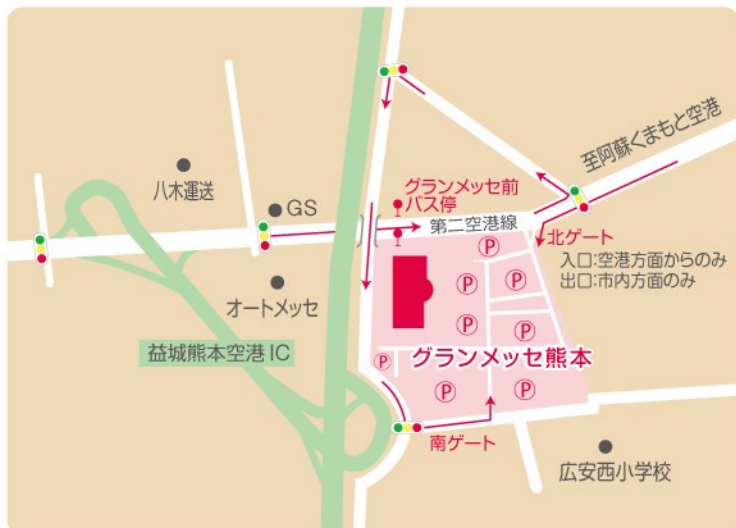 至阿蘇くまもと空港
八木運送
GS
グランメッセ前
バス停
第二空港線
北ゲート
入口:空港方面からのみ
出口:市内方面のみ
オートメッセ
益城熊本空港IC
グランメッセ熊本
南ゲート
広安西小学校
P
P
P
P
P
P
P
P
P